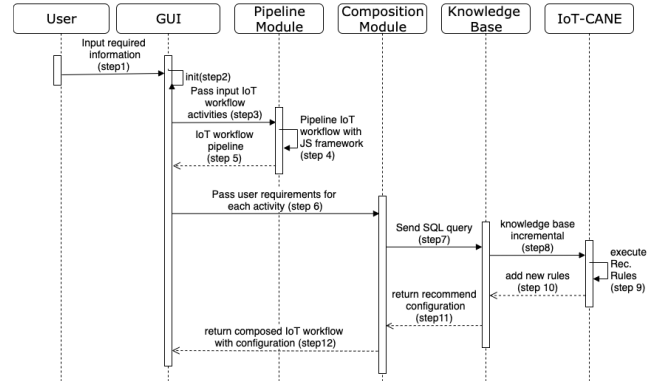 User
GUI
Pipeline
Module
Composition
Module
Knowledge
Base
IoT-CANE
Input required
information
(step1)
init(step2)
Pass input IoT
workflow
activities (step3)
Pipeline IoT
workflow with
JS framework
(step 4)
IoT workflow
pipeline
(step 5)
Pass user requirements for
each activity (step 6)
Send SQL query
(step7)
knowledge base
incremental
(step8)
execute
Rec.
Rules
(step 9)
add new rules
(step 10)
return recommend
configuration
(step11)
return composed IoT workflow
with configuration (step12)